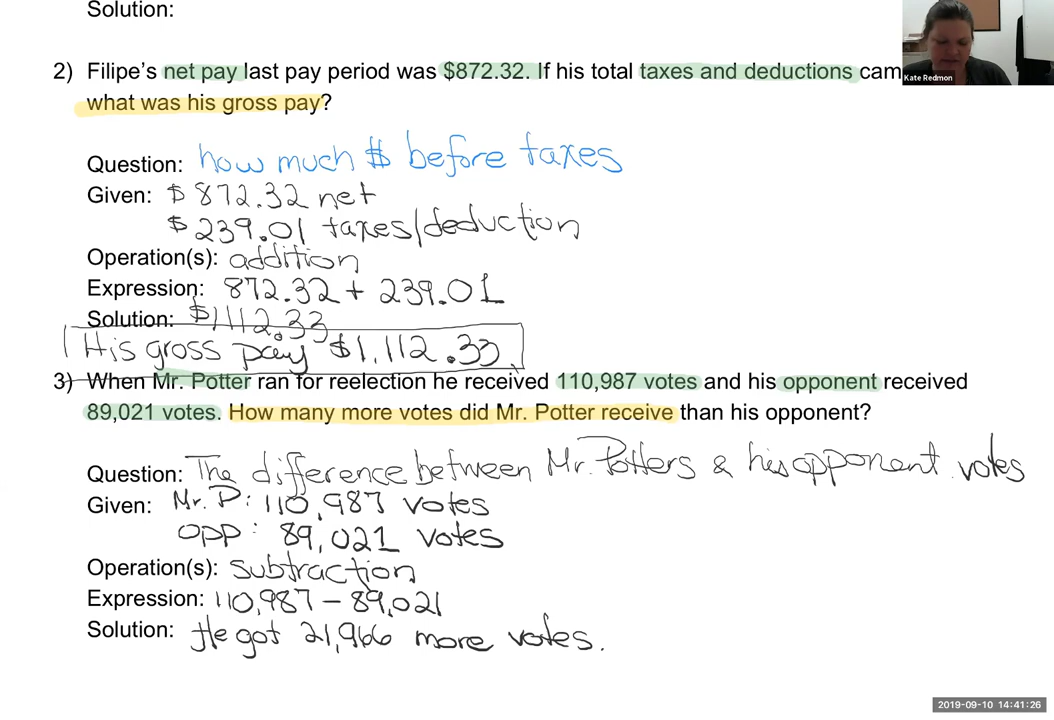 Solution:
2) Filipe's net pay last pay period was $872.32. If his total taxes and deductions cam
what was his gross pay?
Kate Redmon
Question: how much $ before taxes
Given: $872.32 net
$239.01 taxes/deduction
Operation(s): addition
Expression: 872.32 + 239.01
Solution: $1112.33
His gross pay $1,112.33
3) When Mr. Potter ran for reelection he received 110,987 votes and his opponent received
89,021 votes. How many more votes did Mr. Potter receive than his opponent?
Question: The difference between Mr. Potters & his opponent votes
Given: Mr. P: 110,987 votes
opp: 89,021 votes
Operation(s): subtraction
Expression: 110,987 - 89,021
Solution: He got 21,966 more votes.
2019-09-10 14:41:26